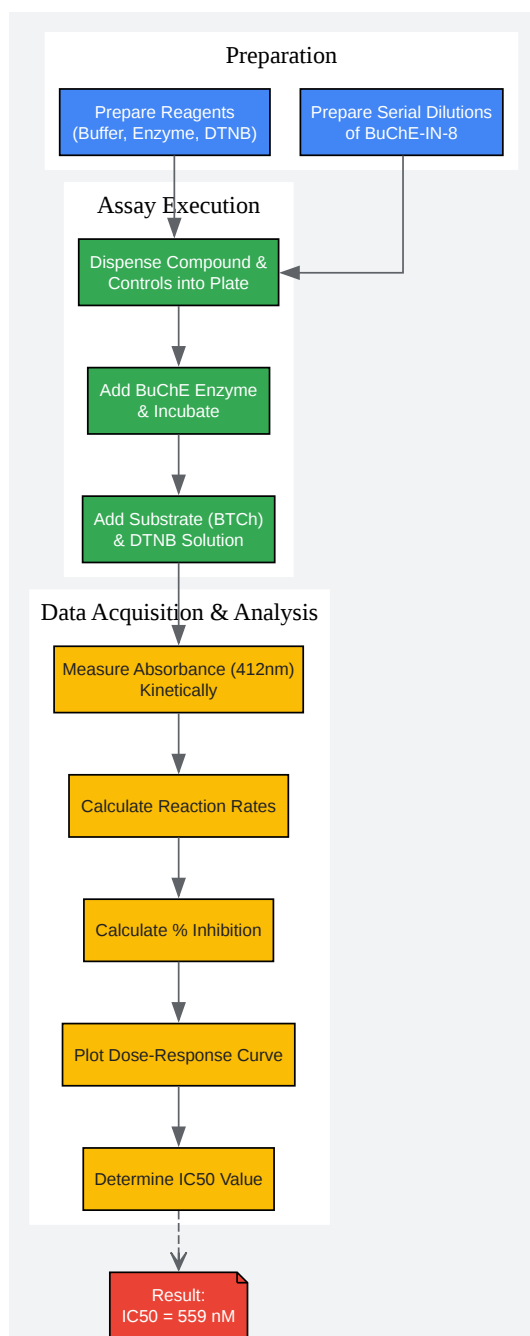 Preparation
Prepare Reagents
(Buffer, Enzyme, DTNB)
Prepare Serial Dilutions
of BuChE-IN-8
Assay Execution
Dispense Compound &
Controls into Plate
Add BuChE Enzyme
& Incubate
Add Substrate (BTCh)
& DTNB Solution
Data Acquisition & Analysis
Measure Absorbance (412nm)
Kinetically
Calculate Reaction Rates
Calculate % Inhibition
Plot Dose-Response Curve
Determine IC50 Value
Result:
IC50 = 559 nM